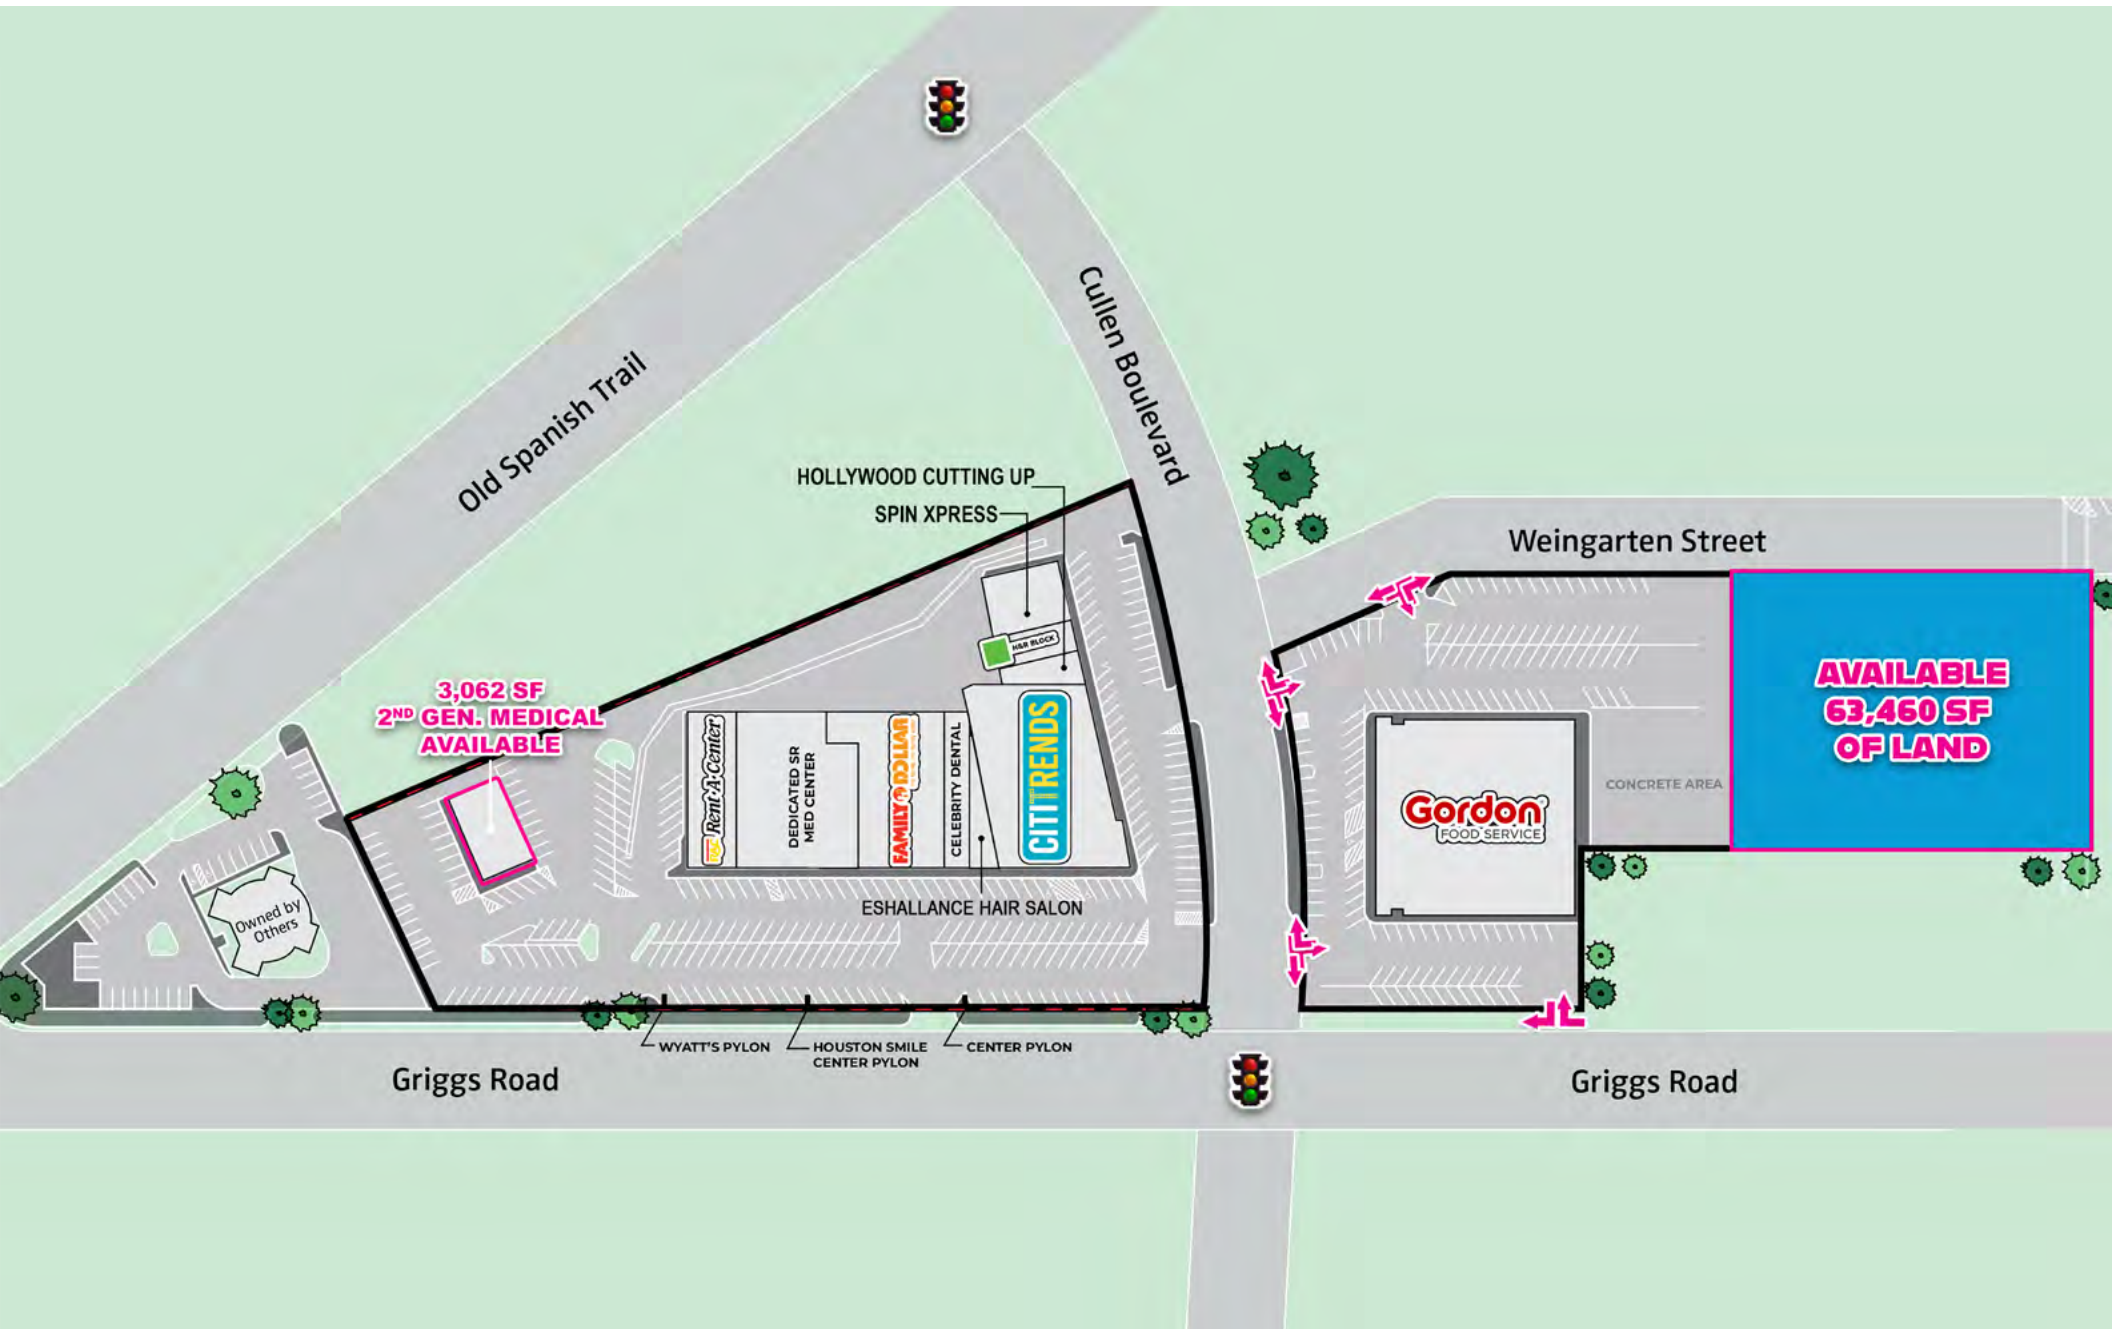 Old Spanish Trail
Cullen Boulevard
HOLLYWOOD CUTTING UP
SPIN XPRESS
Weingarten Street
H&R BLOCK
3,062 SF
2ND GEN. MEDICAL
AVAILABLE
AVAILABLE
63,460 SF
OF LAND
Rent-A-Center
DEDICATED SR
MED CENTER
FAMILY DOLLAR
CELEBRITY DENTAL
CITITRENDS
CONCRETE AREA
Gordon
FOOD SERVICE
ESHALLANCE HAIR SALON
Owned by
Others
WYATT'S PYLON
HOUSTON SMILE
CENTER PYLON
CENTER PYLON
Griggs Road
Griggs Road